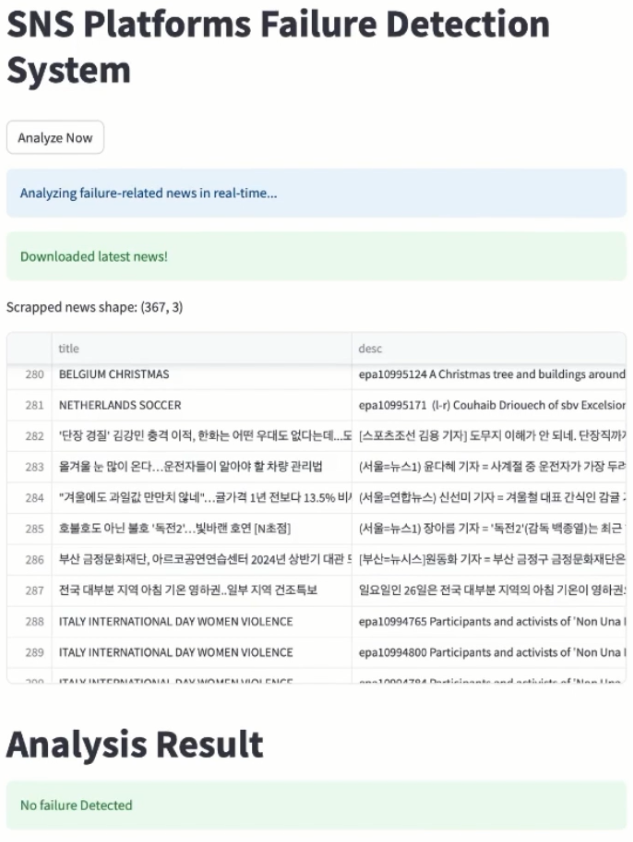 SNS Platforms Failure Detection
System
Analyze Now
Analyzing failure-related news in real-time...
Downloaded latest news!
Scrapped news shape: (367, 3)
title desc
280 BELGIUM CHRISTMAS epa10995124 A Christmas tree and buildings around
281 NETHERLANDS SOCCER epa10995171 (l-r) Couhaib Driouech of sbv Excelsior
282 '단장 경질' 김강민 충격 이적, 한화는 어떤 우대도 없다는데...도 [스포츠조선 김용 기자] 도무지 이해가 안 되네. 단장직까지
283 올겨울 눈 많이 온다…운전자들이 알아야 할 차량 관리법 (서울=뉴스1) 윤다혜 기자 = 사계절 중 운전자가 가장 두려
284 "겨울에도 과일값 만만치 않네"…귤가격 1년 전보다 13.5% 비싸 (서울=연합뉴스) 신선미 기자 = 겨울철 대표 간식인 감귤
285 호불호도 아닌 불호 '독전2'…빛바랜 호연 [N초점] (서울=뉴스1) 장아름 기자 = '독전2'(감독 백종열)는 최근
286 부산 금정문화재단, 아르코공연연습센터 2024년 상반기 대관 [부산=뉴시스]원동화 기자 = 부산 금정구 금정문화재단은
287 전국 대부분 지역 아침 기온 영하권..일부 지역 건조특보 일요일인 26일은 전국 대부분 지역의 아침 기온이 영하권
288 ITALY INTERNATIONAL DAY WOMEN VIOLENCE epa10994765 Participants and activists of 'Non Una
289 ITALY INTERNATIONAL DAY WOMEN VIOLENCE epa10994800 Participants and activists of 'Non Una
290 ITALY INTERNATIONAL DAY WOMEN VIOLENCE epa10994784 Participants and activists of 'Non Una
Analysis Result
No failure Detected